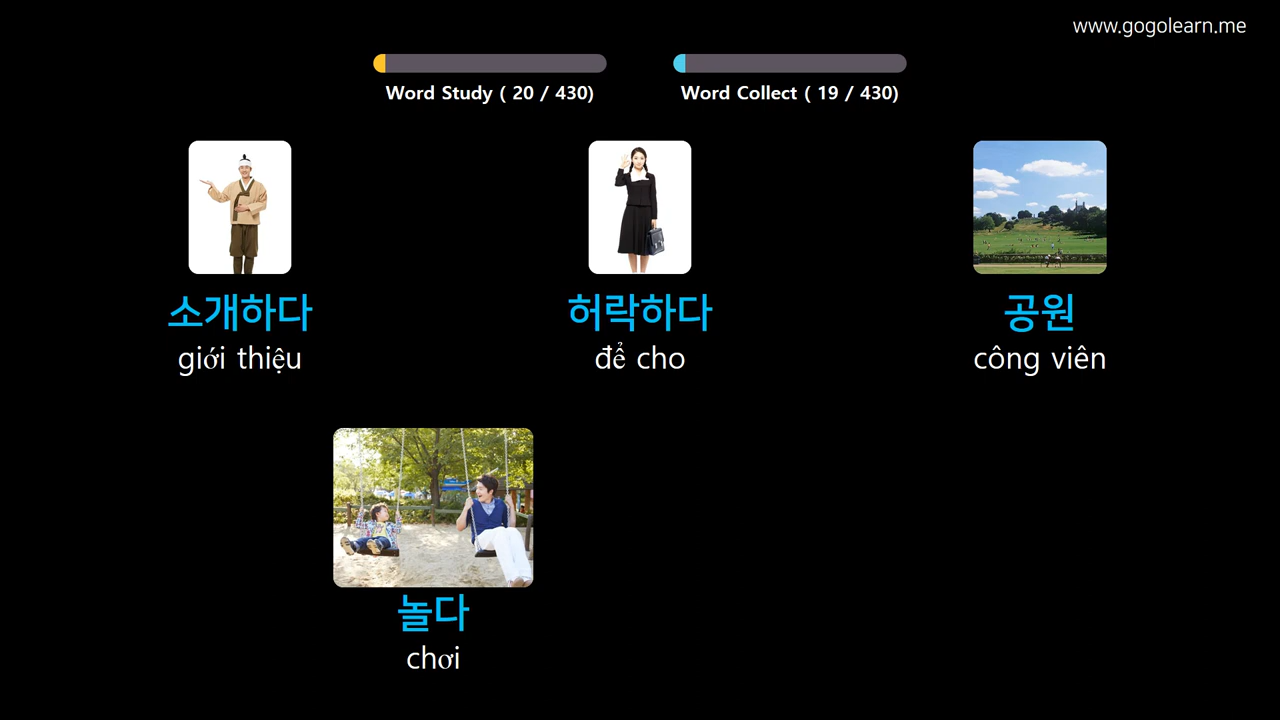 www.gogolearn.me
Word Study ( 20 / 430)
Word Collect ( 19 / 430)
소개하다
giới thiệu
허락하다
để cho
공원
công viên
놀다
chơi